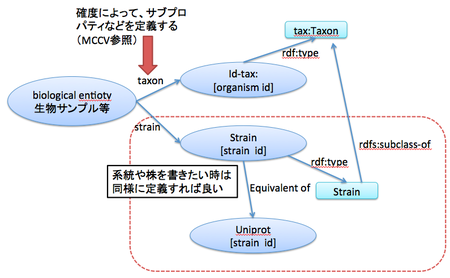 確度によって、サブプロ
パティなどを定義する
（MCCV参照）
tax:Taxon
rdf:type
taxon
Id-tax:
[organism id]
biological entioty
生物サンプル等
strain
Strain
[strain id]
rdfs:subclass-of
rdf:type
系統や株を書きたい時は
同様に定義すれば良い
Equivalent of
Strain
Uniprot
[strain id]